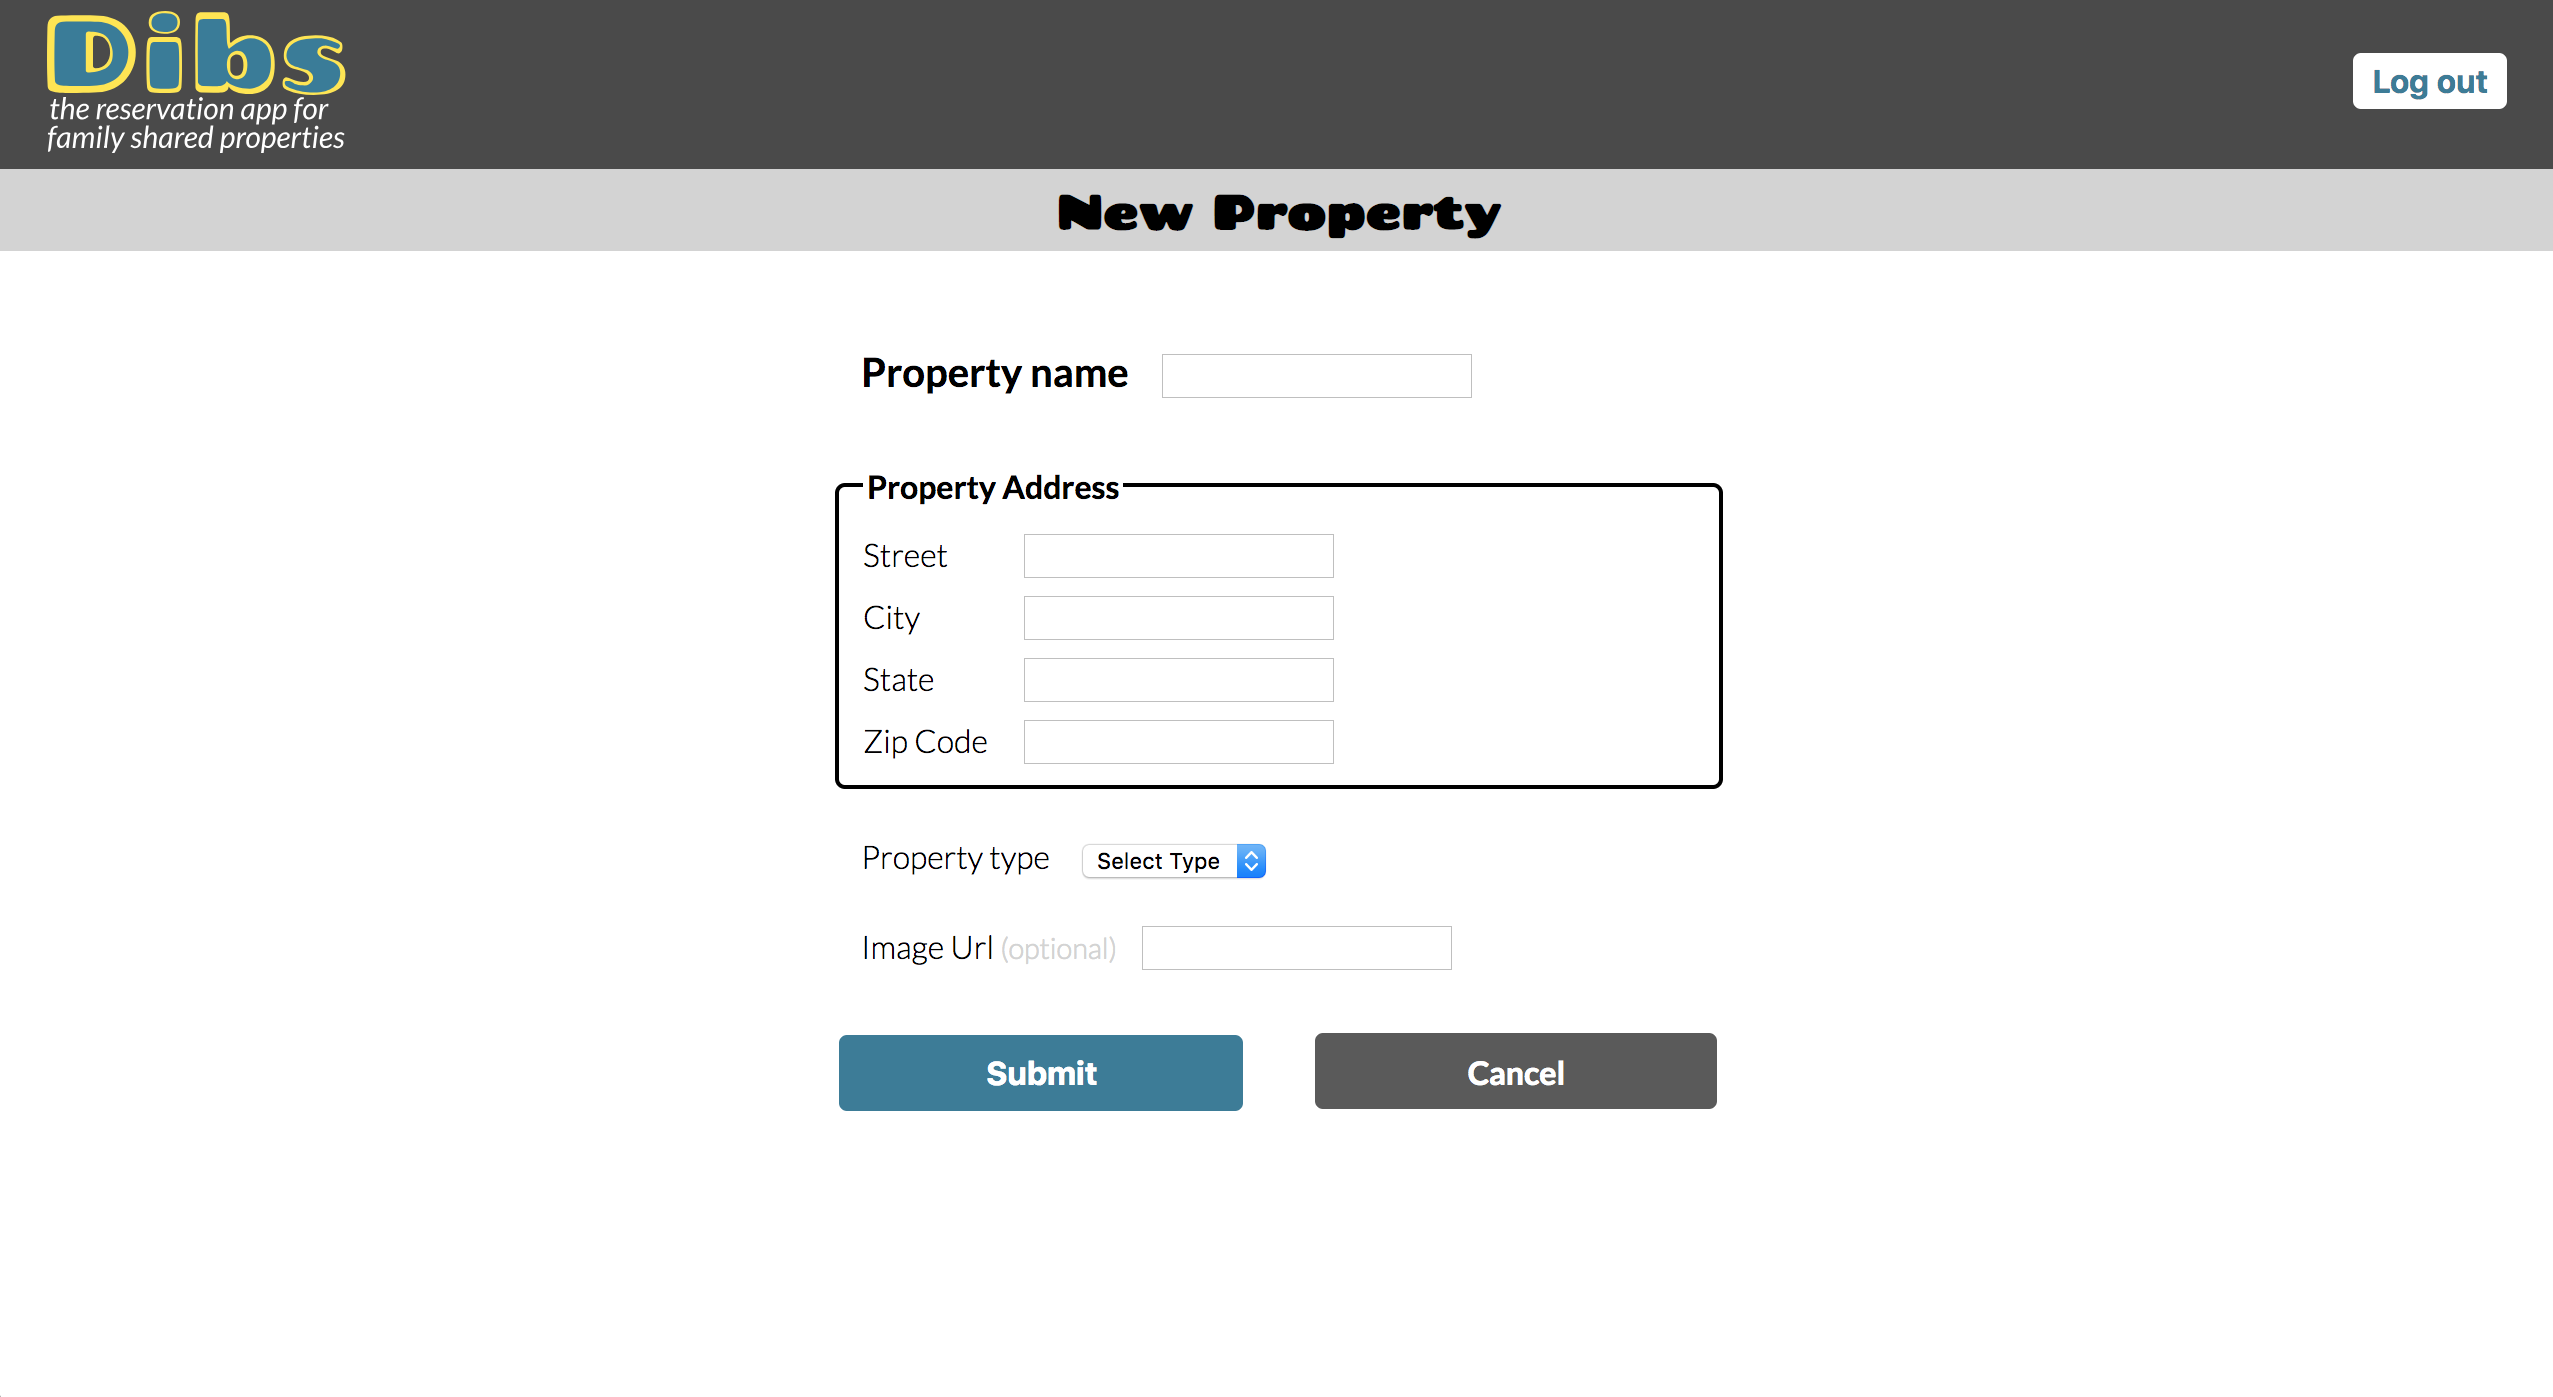 Dibs
the reservation app for
family shared properties
Log out
New Property
Property name
Property Address
Street
City
State
Zip Code
Property type
Select Type
Image Url (optional)
Submit
Cancel